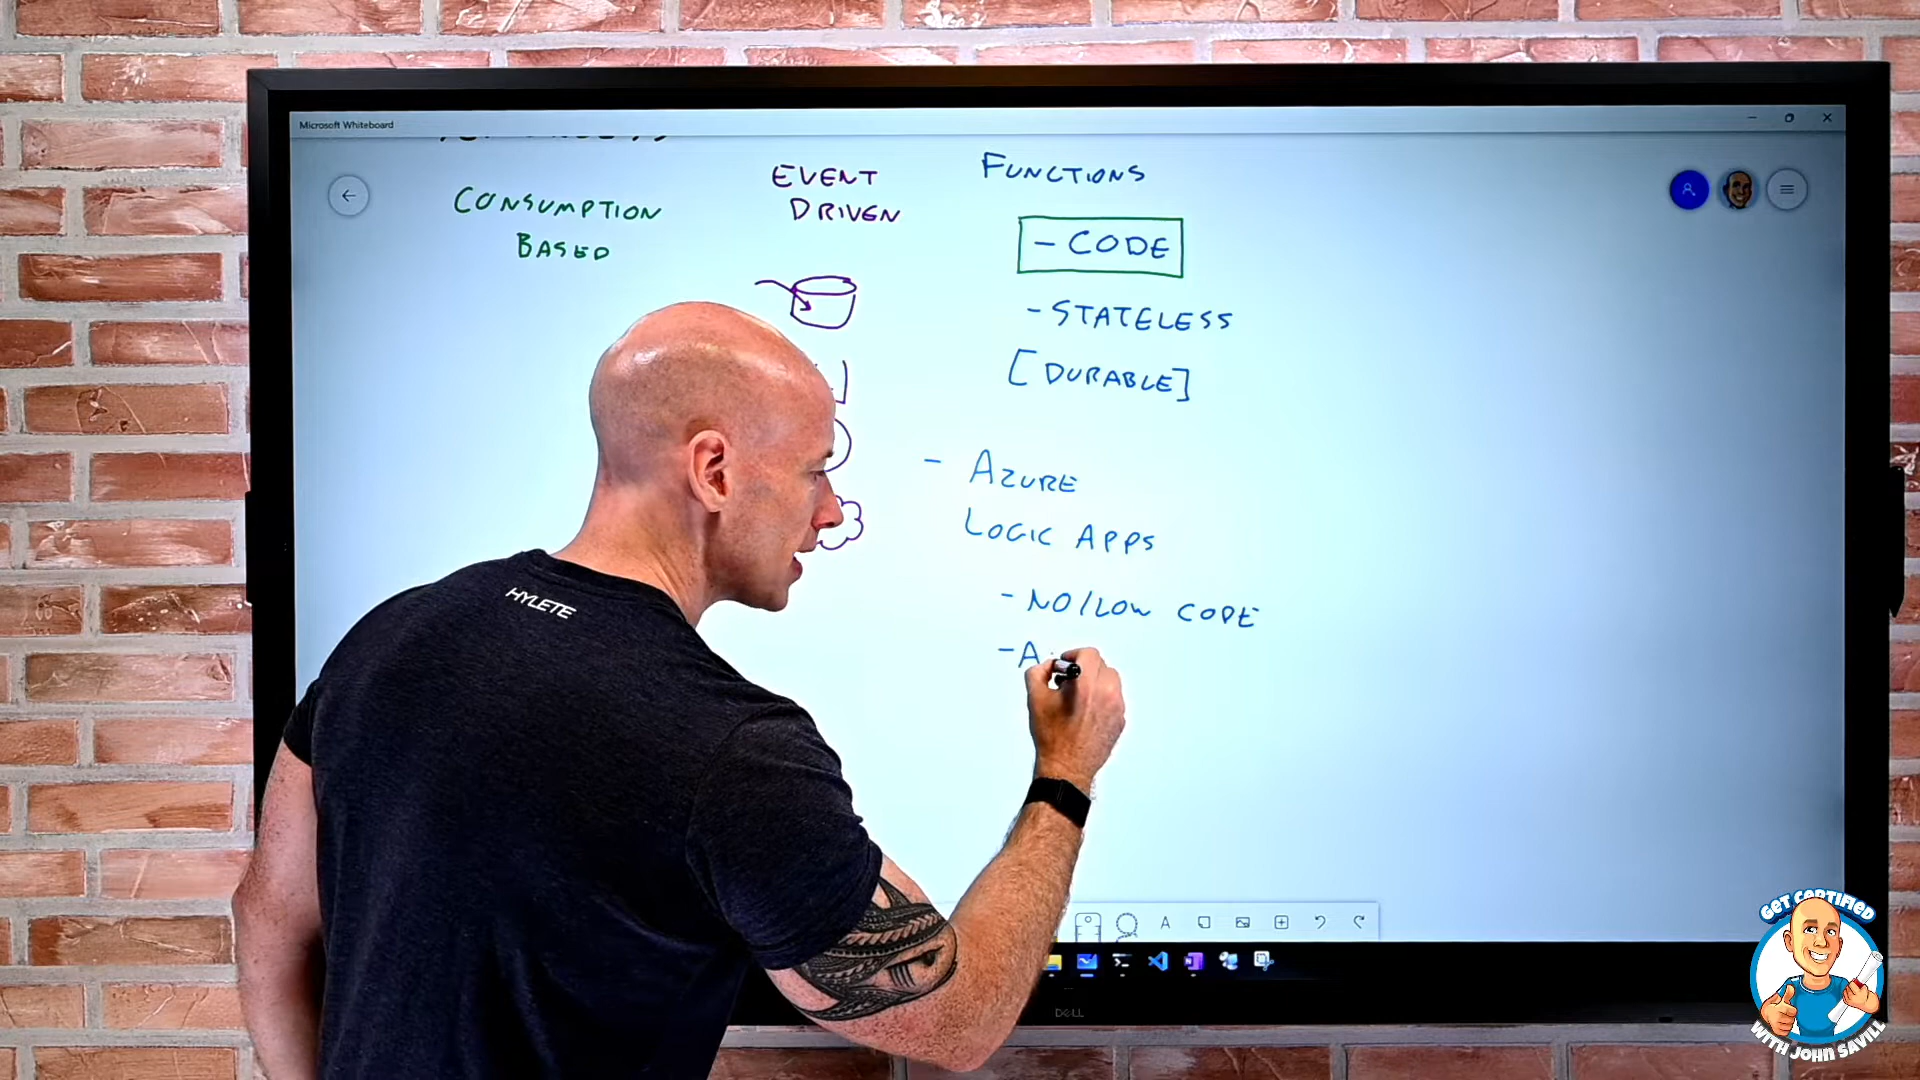 Microsoft Whiteboard
CONSUMPTION
BASED
EVENT
DRIVEN
FUNCTIONS
- CODE
- STATELESS
[DURABLE]
- AZURE
LOGIC APPS
- NO/LOW CODE
- A
HYLETE
DELL
GET CERTIFIED
WITH JOHN SAVILL